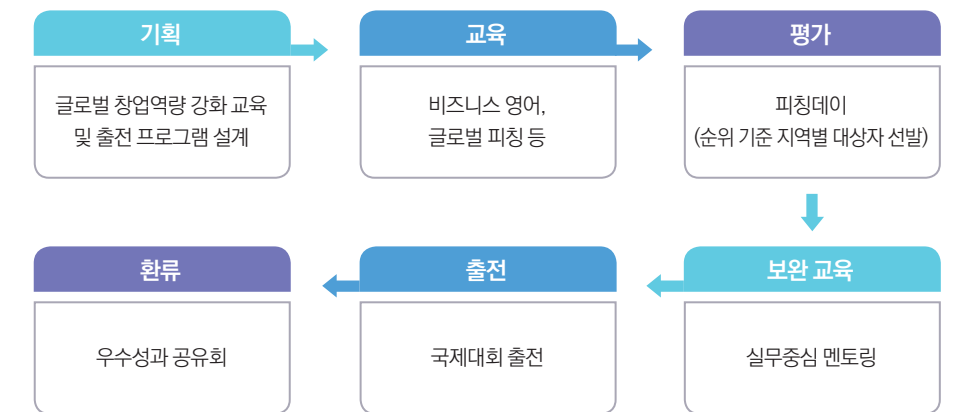 기획
글로벌 창업역량 강화 교육
및 출전 프로그램 설계
교육
비즈니스 영어,
글로벌 피칭 등
평가
피칭데이
(순위 기준 지역별 대상자 선발)
보완 교육
실무중심 멘토링
출전
국제대회 출전
환류
우수성과 공유회